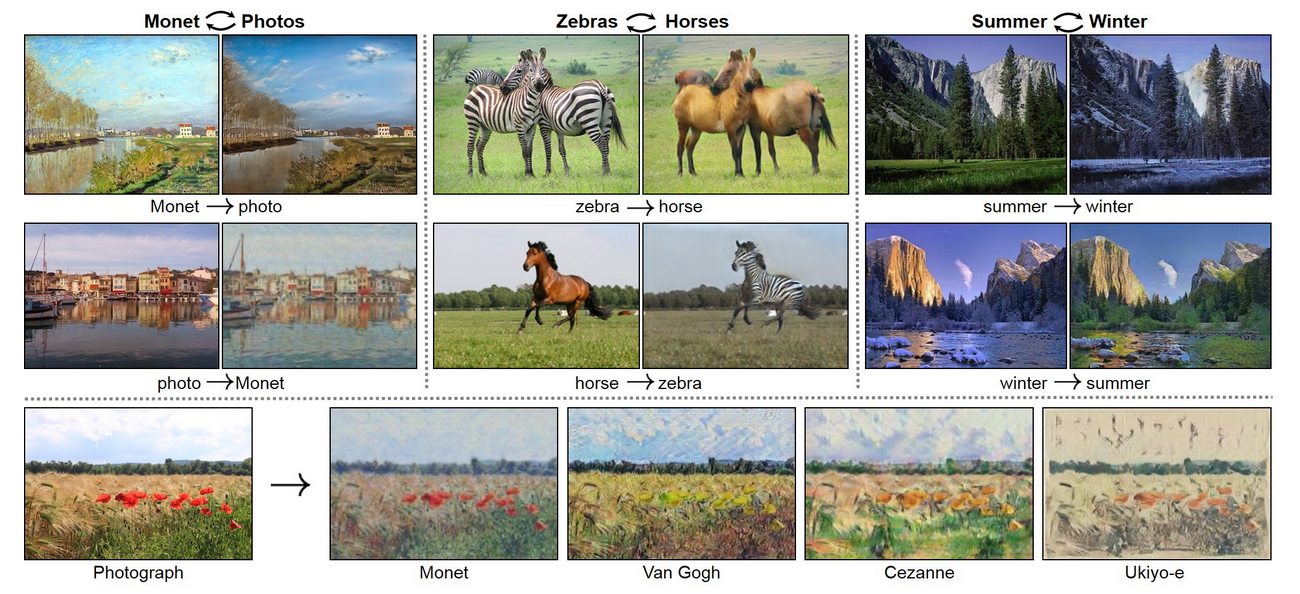 Monet ⇄ Photos
Zebras ⇄ Horses
Summer ⇄ Winter
Monet → photo
zebra → horse
summer → winter
photo → Monet
horse → zebra
winter → summer
→
Photograph
Monet
Van Gogh
Cezanne
Ukiyo-e